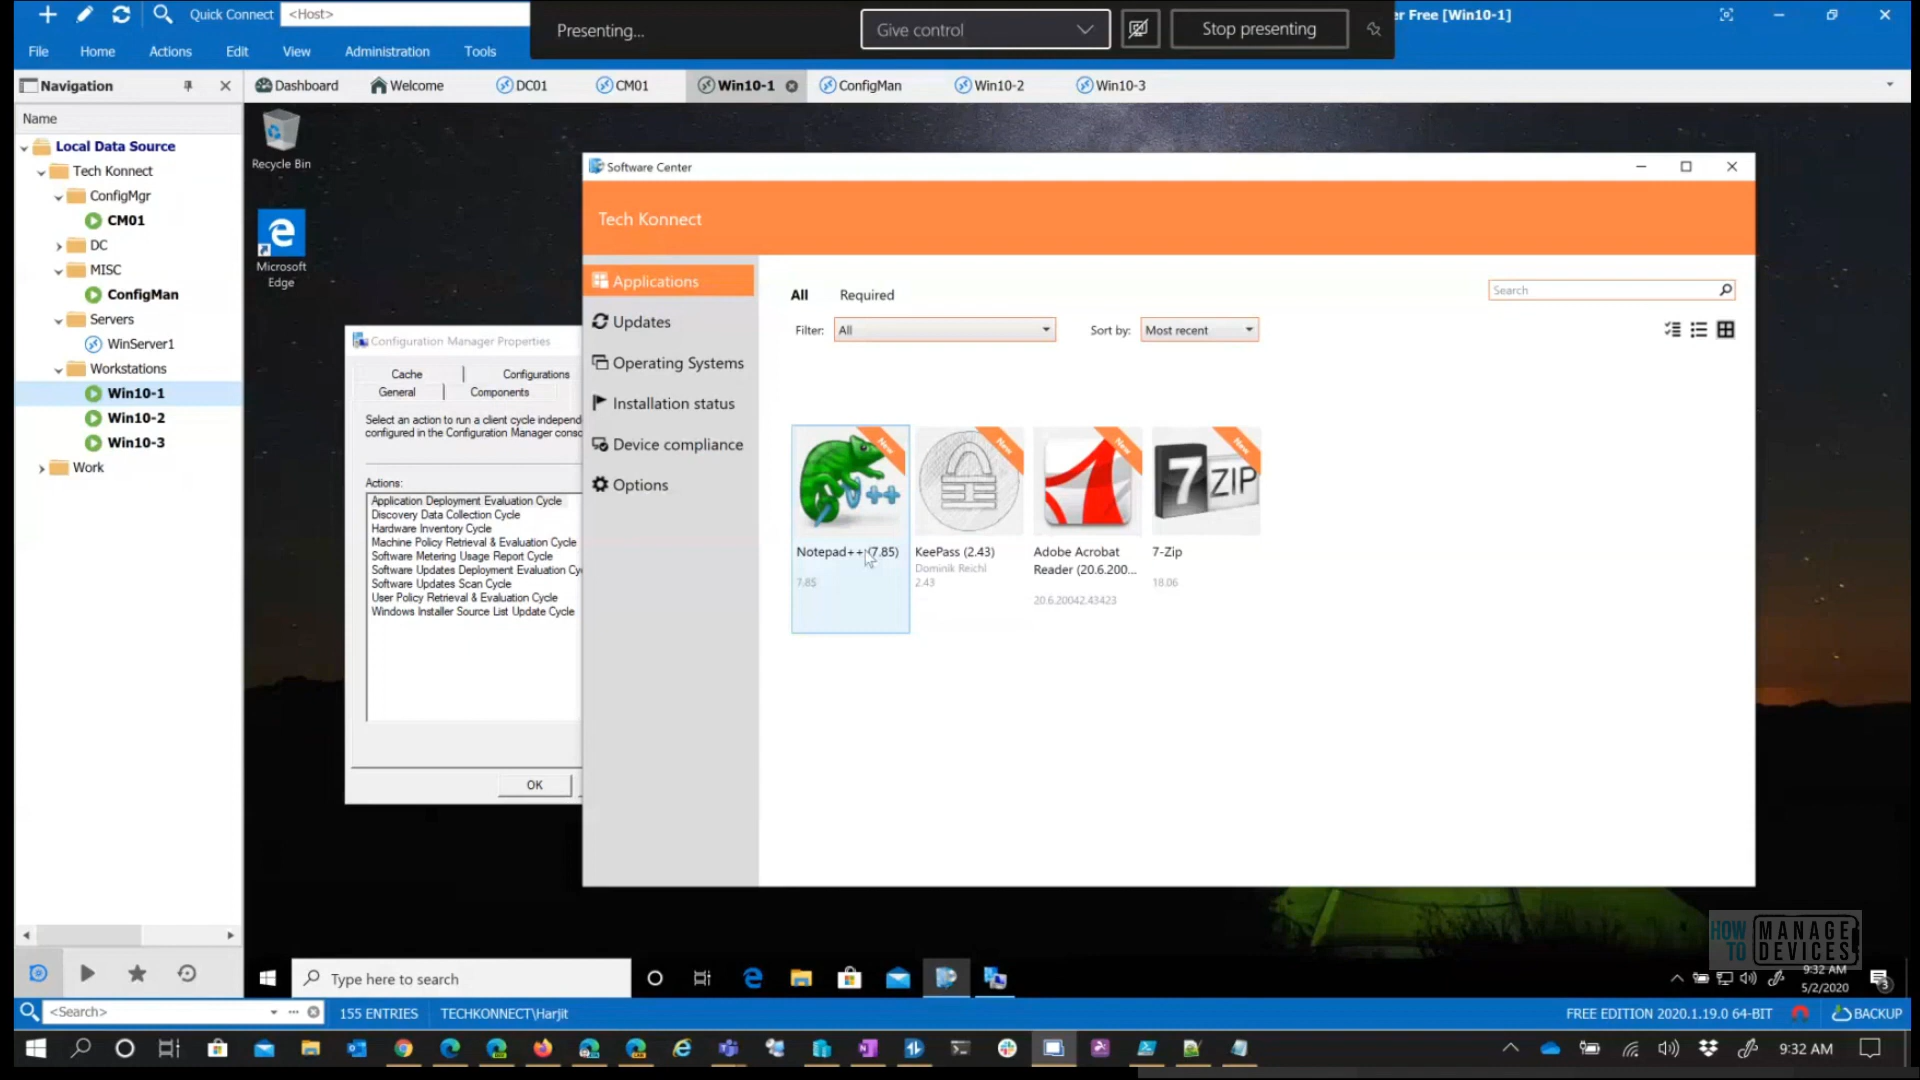 Quick Connect
<Host>
Presenting...
Give control
Stop presenting
er Free [Win10-1]
File
Home
Actions
Edit
View
Administration
Tools
Navigation
Dashboard
Welcome
DC01
CM01
Win10-1
ConfigMan
Win10-2
Win10-3
Name
Local Data Source
Tech Konnect
ConfigMgr
CM01
DC
MISC
ConfigMan
Servers
WinServer1
Workstations
Win10-1
Win10-2
Win10-3
Work
Recycle Bin
Microsoft
Edge
Configuration Manager Properties
Cache
Configurations
General
Components
Select an action to run a client cycle independ
configured in the Configuration Manager conso
Actions:
Application Deployment Evaluation Cycle
Discovery Data Collection Cycle
Hardware Inventory Cycle
Machine Policy Retrieval & Evaluation Cycle
Software Metering Usage Report Cycle
Software Updates Deployment Evaluation Cy
Software Updates Scan Cycle
User Policy Retrieval & Evaluation Cycle
Windows Installer Source List Update Cycle
OK
Software Center
Tech Konnect
Applications
Updates
Operating Systems
Installation status
Device compliance
Options
All
Required
Search
Filter:
All
Sort by:
Most recent
New
New
New
New
7 ZIP
Notepad++ (7.85)
7.85
KeePass (2.43)
Dominik Reichl
2.43
Adobe Acrobat
Reader (20.6.200...
20.6.20042.43423
7-Zip
18.06
HOW TO MANAGE DEVICES
Type here to search
9:32 AM
5/2/2020
3
<Search>
155 ENTRIES
TECHKONNECT\Harjit
FREE EDITION 2020.1.19.0 64-BIT
BACKUP
9:32 AM